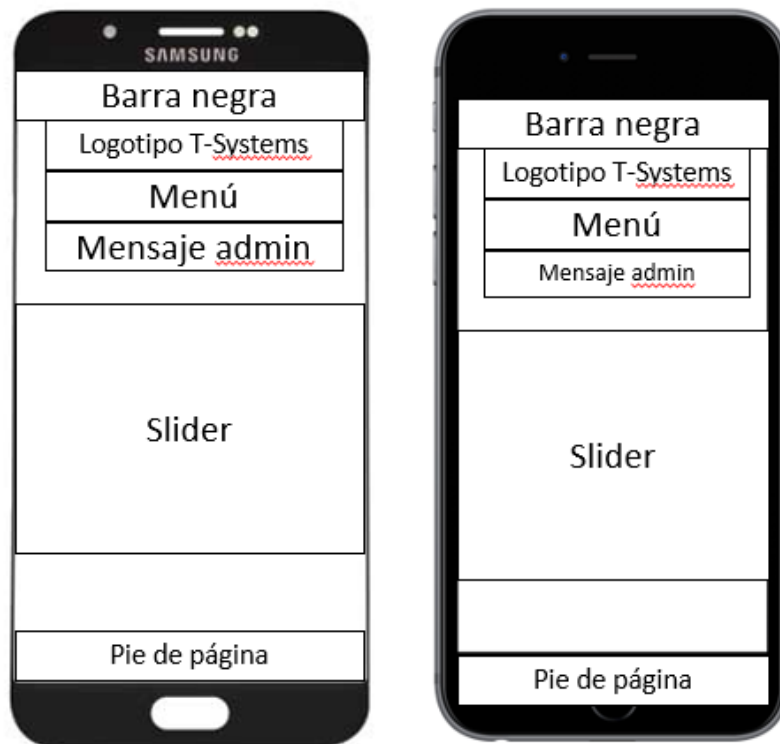 SAMSUNG
Barra negra
Logotipo T-Systems
Menú
Mensaje admin
Slider
Pie de página
Barra negra
Logotipo T-Systems
Menú
Mensaje admin
Slider
Pie de página